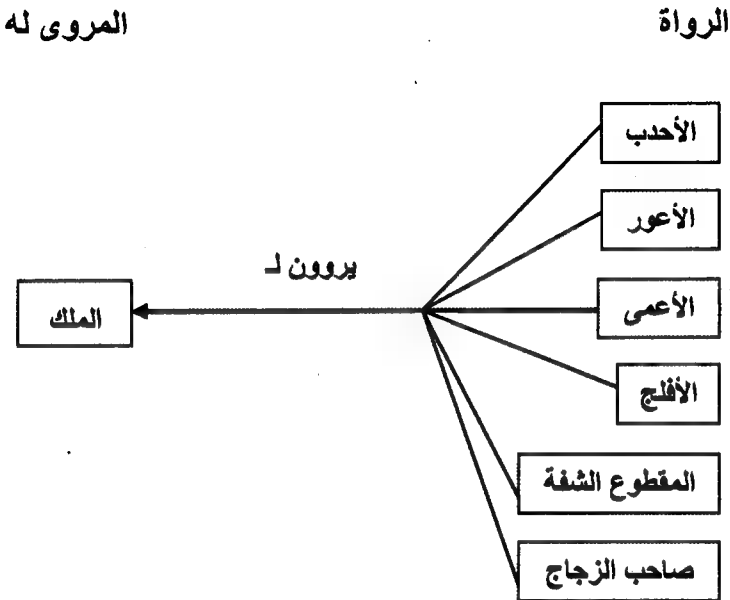 الرواة
المروى له
الأحدب
الأعور
يروون لـ
الأعمى
الملك
الأفلج
المقطوع الشفة
صاحب الزجاج